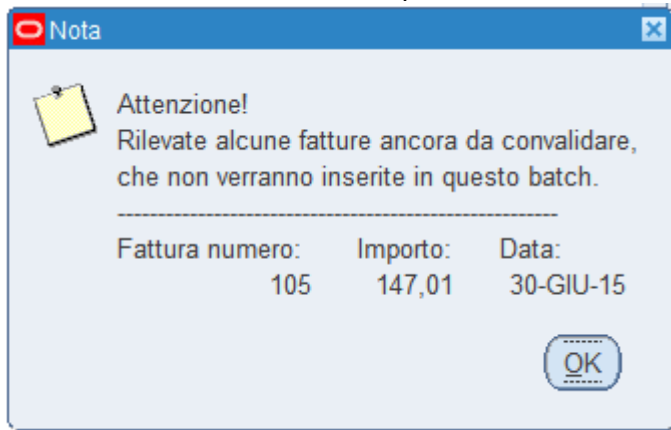 Nota
Attenzione!
Rilevate alcune fatture ancora da convalidare,
che non verranno inserite in questo batch.
------------------------------------------------------
Fattura numero: Importo: Data:
105 147,01 30-GIU-15
OK